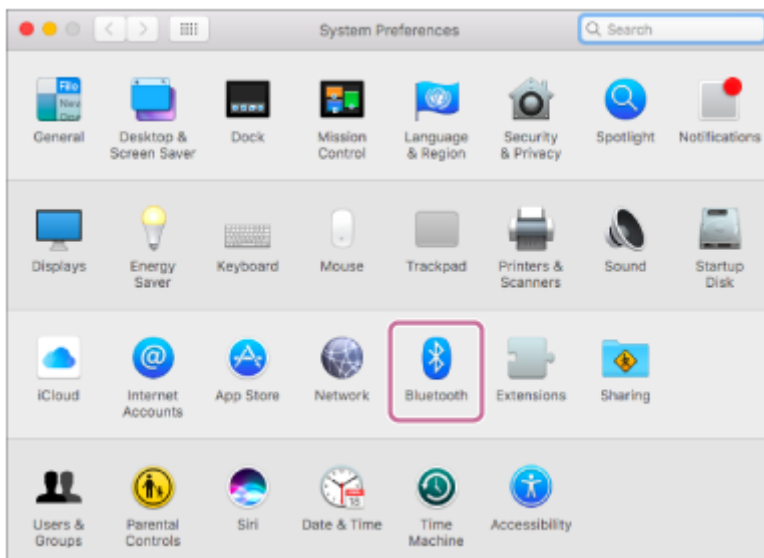 System Preferences
Search
General
Desktop &
Screen Saver
Dock
Mission
Control
Language
& Region
Security
& Privacy
Spotlight
Notifications
Displays
Energy
Saver
Keyboard
Mouse
Trackpad
Printers &
Scanners
Sound
Startup
Disk
iCloud
Internet
Accounts
App Store
Network
Bluetooth
Extensions
Sharing
Users &
Groups
Parental
Controls
Siri
Date & Time
Time
Machine
Accessibility